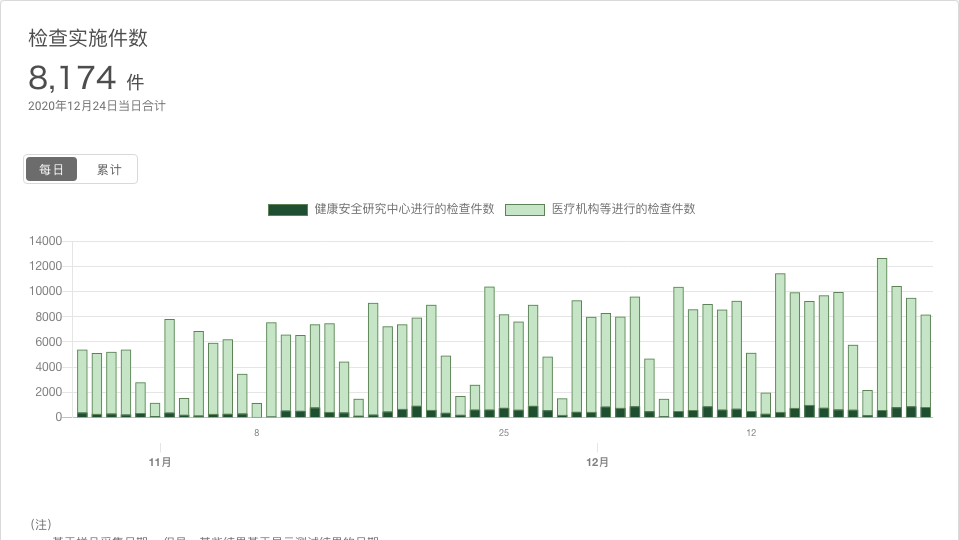 检查实施件数
8,174 件
2020年12月24日当日合计
每日 累计
健康安全研究中心进行的检查件数 医疗机构等进行的检查件数
14000
12000
10000
8000
6000
4000
2000
0
8 25 12
11月 12月
(注)